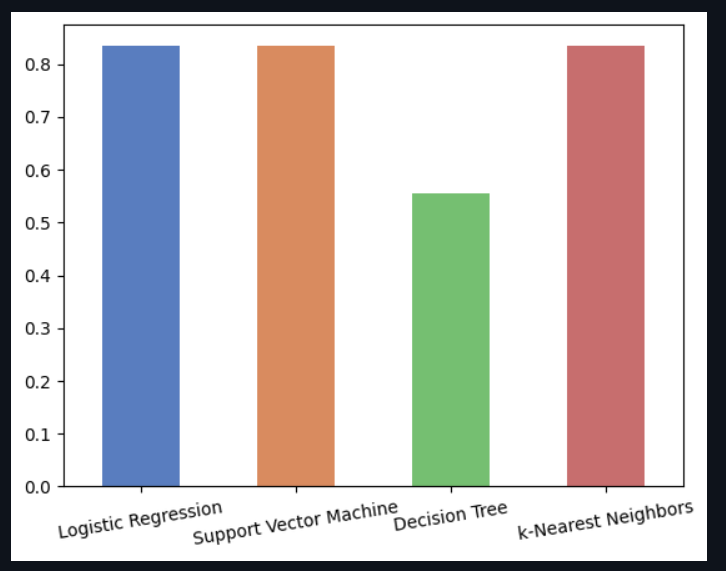 0.8
0.7
0.6
0.5
0.4
0.3
0.2
0.1
0.0
Logistic Regression
Support Vector Machine
Decision Tree
k-Nearest Neighbors